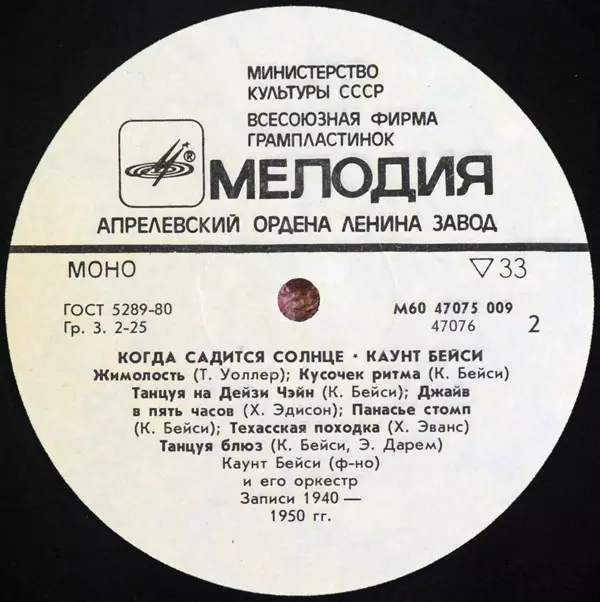 МИНИСТЕРСТВО
КУЛЬТУРЫ СССР
ВСЕСОЮЗНАЯ ФИРМА
ГРАМПЛАСТИНОК
® МЕЛОДИЯ
АПРЕЛЕВСКИЙ ОРДЕНА ЛЕНИНА ЗАВОД
МОНО ▽33
ГОСТ 5289-80 М60 47075 009
Гр. 3. 2-25 47076 2
КОГДА САДИТСЯ СОЛНЦЕ · КАУНТ БЕЙСИ
Жимолость (Т. Уоллер); Кусочек ритма (К. Бейси)
Танцуя на Дейзи Чэйн (К. Бейси); Джайв
в пять часов (Х. Эдисон); Панасье стомп
(К. Бейси); Техасская походка (Х. Эванс)
Танцуя блюз (К. Бейси, Э. Дарем)
Каунт Бейси (ф-но)
и его оркестр
Записи 1940 —
1950 гг.